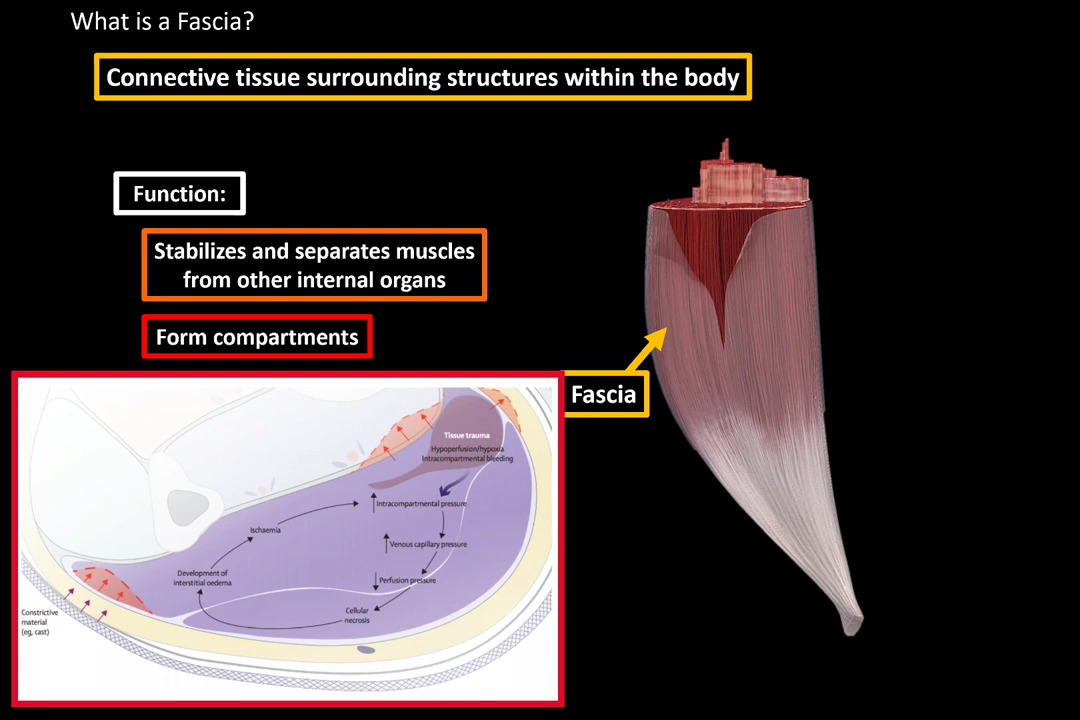 What is a Fascia?
Connective tissue surrounding structures within the body
Function:
Stabilizes and separates muscles
from other internal organs
Form compartments
Fascia
Tissue trauma
Hypoperfusion/hypoxia
Intracompartmental bleeding
Intracompartmental pressure
Venous capillary pressure
Perfusion pressure
Cellular
necrosis
Development of
interstitial oedema
Ischaemia
Constrictive
material
(eg, cast)